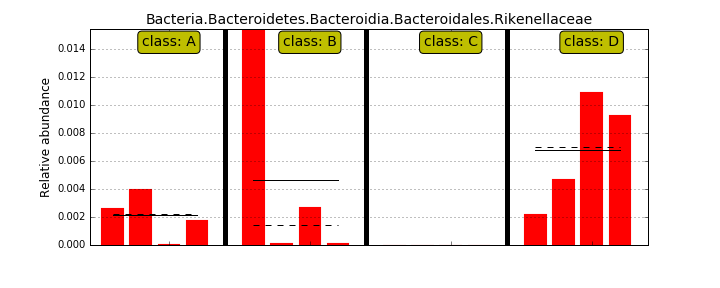 Bacteria.Bacteroidetes.Bacteroidia.Bacteroidales.Rikenellaceae
class: A
class: B
class: C
class: D
Relative abundance
0.014
0.012
0.010
0.008
0.006
0.004
0.002
0.000